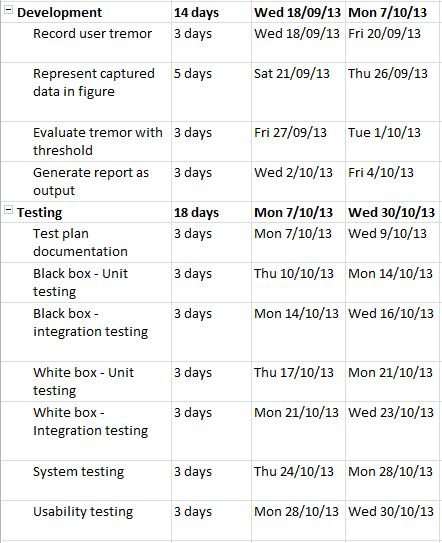 Development 14 days Wed 18/09/13 Mon 7/10/13
Record user tremor 3 days Wed 18/09/13 Fri 20/09/13
Represent captured 5 days Sat 21/09/13 Thu 26/09/13
data in figure
Evaluate tremor with 3 days Fri 27/09/13 Tue 1/10/13
threshold
Generate report as 3 days Wed 2/10/13 Fri 4/10/13
output
Testing 18 days Mon 7/10/13 Wed 30/10/13
Test plan 3 days Mon 7/10/13 Wed 9/10/13
documentation
Black box - Unit 3 days Thu 10/10/13 Mon 14/10/13
testing
Black box - 3 days Mon 14/10/13 Wed 16/10/13
integration testing
White box - Unit 3 days Thu 17/10/13 Mon 21/10/13
testing
White box - 3 days Mon 21/10/13 Wed 23/10/13
Integration testing
System testing 3 days Thu 24/10/13 Mon 28/10/13
Usability testing 3 days Mon 28/10/13 Wed 30/10/13